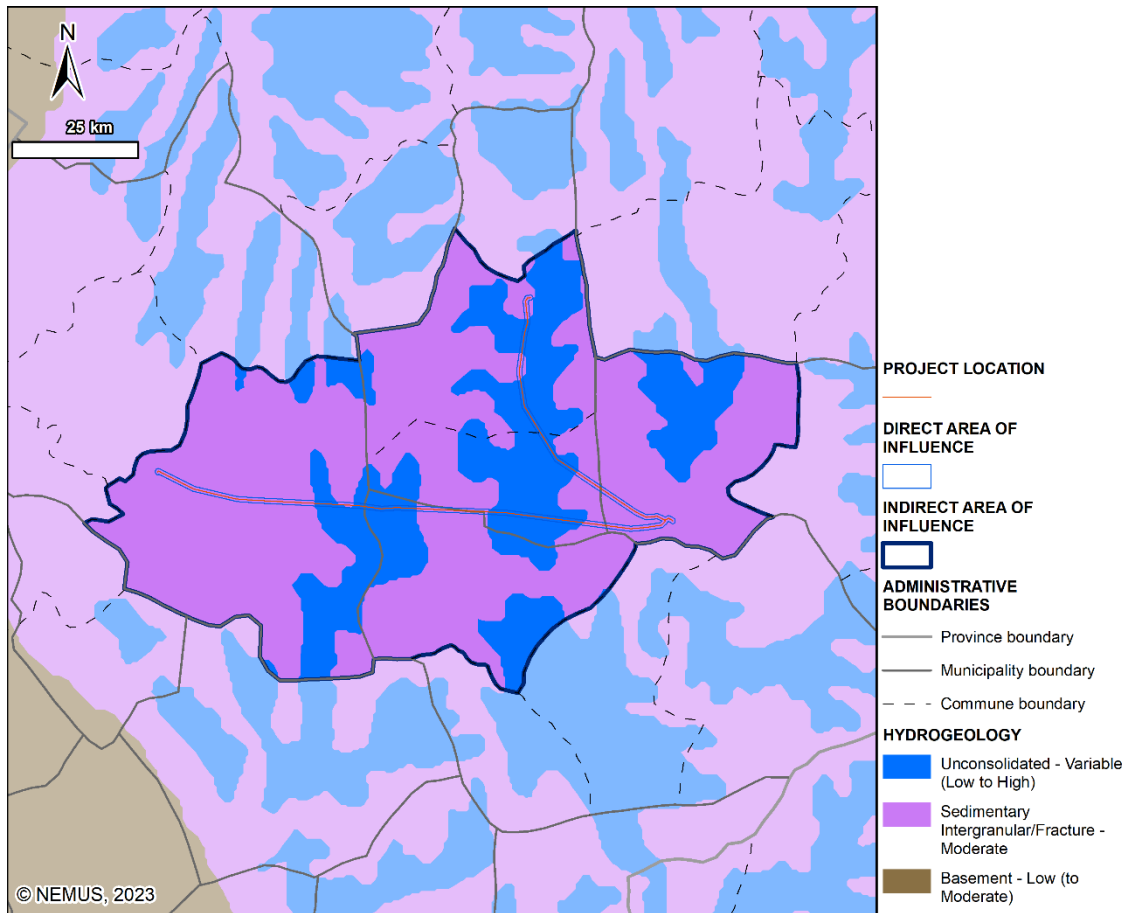 N
25 km
© NEMUS, 2023
PROJECT LOCATION
DIRECT AREA OF
INFLUENCE
INDIRECT AREA OF
INFLUENCE
ADMINISTRATIVE
BOUNDARIES
Province boundary
Municipality boundary
Commune boundary
HYDROGEOLOGY
Unconsolidated - Variable
(Low to High)
Sedimentary
Intergranular/Fracture -
Moderate
Basement - Low (to
Moderate)